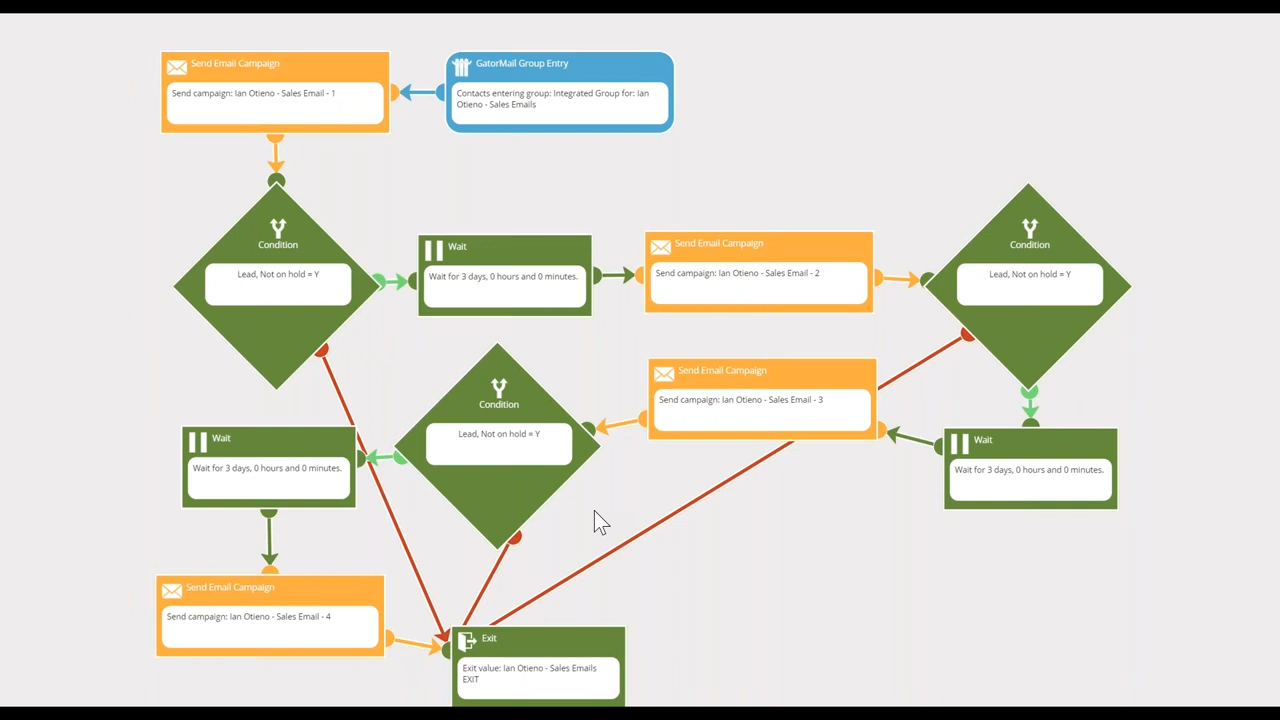 Send Email Campaign
Send campaign: Ian Otieno - Sales Email - 1
GatorMail Group Entry
Contacts entering group: Integrated Group for: Ian
Otieno - Sales Emails
Condition
Lead, Not on hold = Y
Wait
Wait for 3 days, 0 hours and 0 minutes.
Send Email Campaign
Send campaign: Ian Otieno - Sales Email - 2
Condition
Lead, Not on hold = Y
Wait
Wait for 3 days, 0 hours and 0 minutes.
Send Email Campaign
Send campaign: Ian Otieno - Sales Email - 3
Condition
Lead, Not on hold = Y
Wait
Wait for 3 days, 0 hours and 0 minutes.
Send Email Campaign
Send campaign: Ian Otieno - Sales Email - 4
Exit
Exit value: Ian Otieno - Sales Emails
EXIT